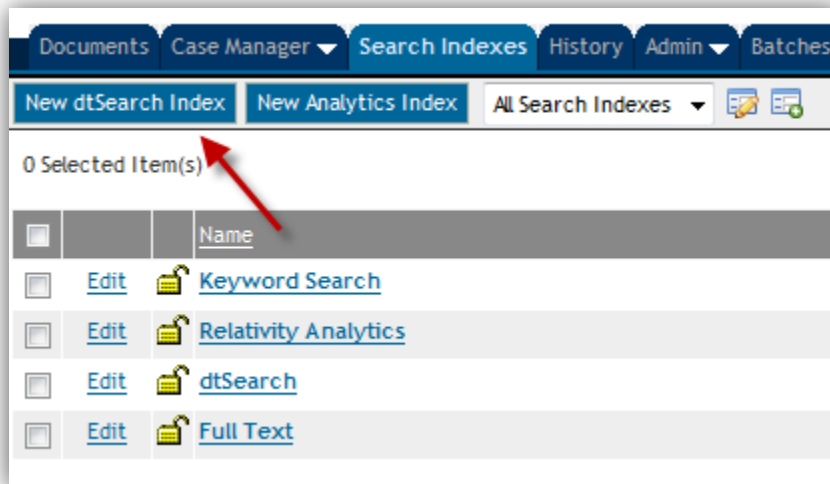 Documents Case Manager Search Indexes History Admin Batches
New dtSearch Index New Analytics Index All Search Indexes
0 Selected Item(s)
Name
Edit Keyword Search
Edit Relativity Analytics
Edit dtSearch
Edit Full Text